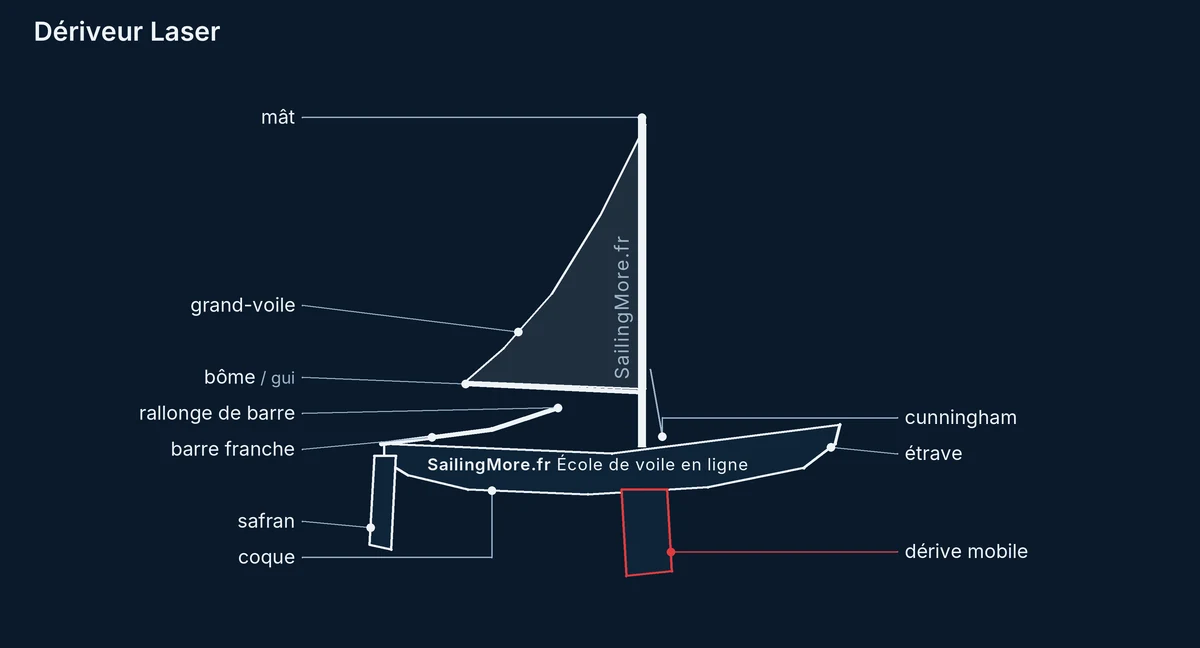 Dériveur Laser
mât
grand-voile
bôme / gui
rallonge de barre
barre franche
safran
coque
SailingMore.fr
SailingMore.fr École de voile en ligne
cunningham
étrave
dérive mobile